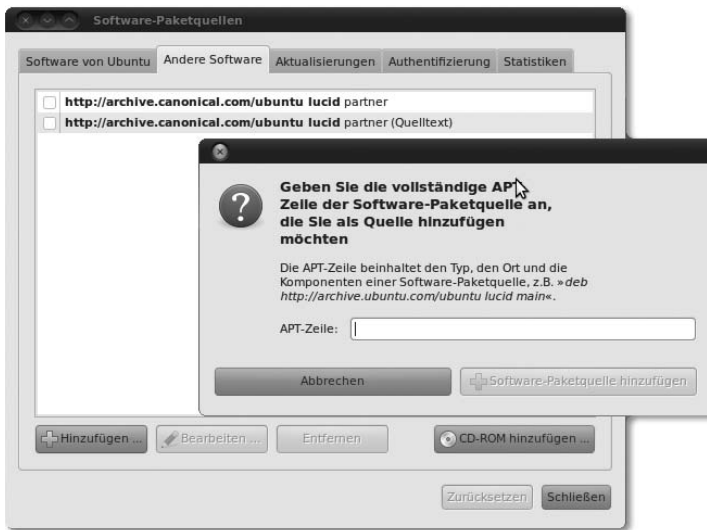 Software-Paketquellen
Software von Ubuntu
Andere Software
Aktualisierungen
Authentifizierung
Statistiken
http://archive.canonical.com/ubuntu lucid partner
http://archive.canonical.com/ubuntu lucid partner (Quelltext)
Geben Sie die vollständige APT-
Zeile der Software-Paketquelle an,
die Sie als Quelle hinzufügen
möchten
Die APT-Zeile beinhaltet den Typ, den Ort und die
Komponenten einer Software-Paketquelle, z.B. »deb
http://archive.ubuntu.com/ubuntu lucid main«.
APT-Zeile:
Abbrechen
Software-Paketquelle hinzufügen
Hinzufügen ...
Bearbeiten ...
Entfernen
CD-ROM hinzufügen ...
Zurücksetzen
Schließen